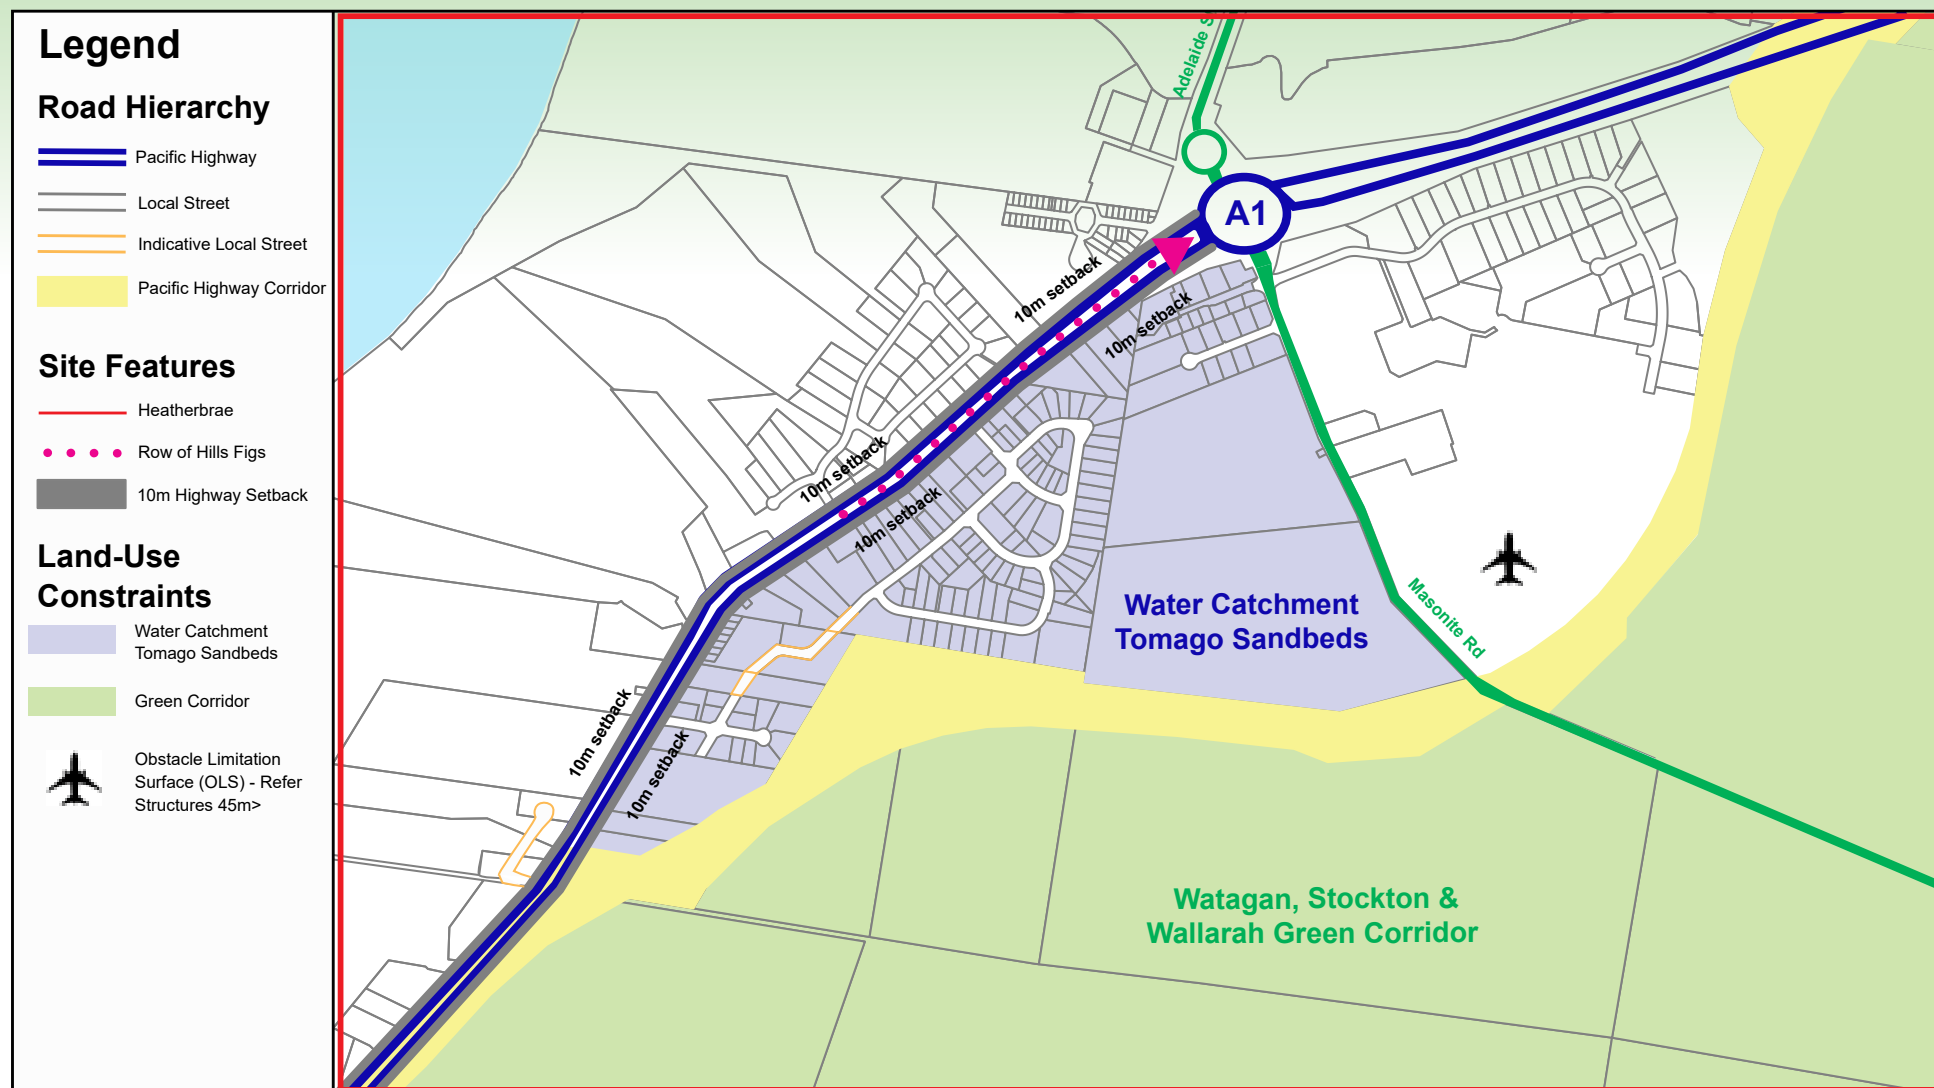 Legend
Road Hierarchy
Pacific Highway
Local Street
Indicative Local Street
Pacific Highway Corridor
Site Features
Heatherbrae
Row of Hills Figs
10m Highway Setback
Land-Use
Constraints
Water Catchment
Tomago Sandbeds
Green Corridor
Obstacle Limitation
Surface (OLS) - Refer
Structures 45m>
Adelaide S
A1
10m setback
10m setback
10m setback
10m setback
10m setback
10m setback
Water Catchment
Tomago Sandbeds
Masonite Rd
Watagan, Stockton &
Wallarah Green Corridor